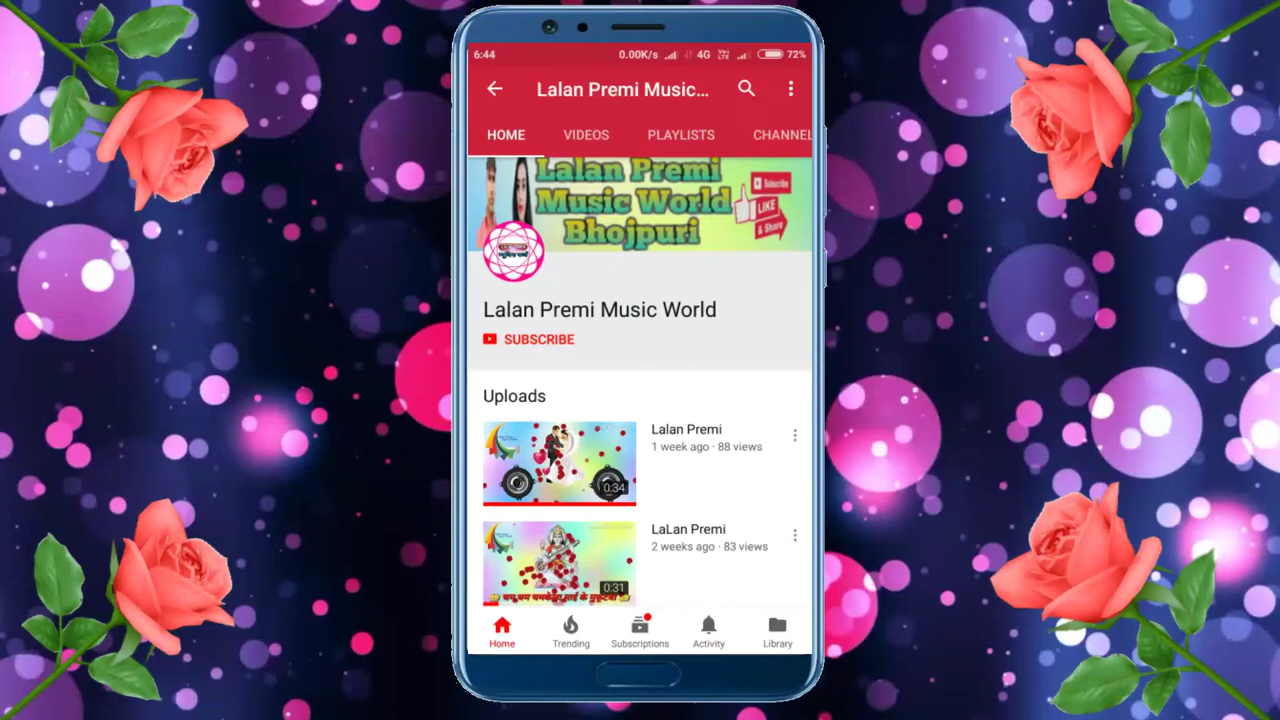 6:44 0.00K/s 4G VoLTE 72%
Lalan Premi Music...
HOME VIDEOS PLAYLISTS CHANNEL
Lalan Premi
Music World
Bhojpuri
Subscribe
LIKE
& Share
Lalan Premi Music World
SUBSCRIBE
Uploads
Lalan Premi
1 week ago · 88 views
0:34
LaLan Premi
2 weeks ago · 83 views
0:31
Home Trending Subscriptions Activity Library